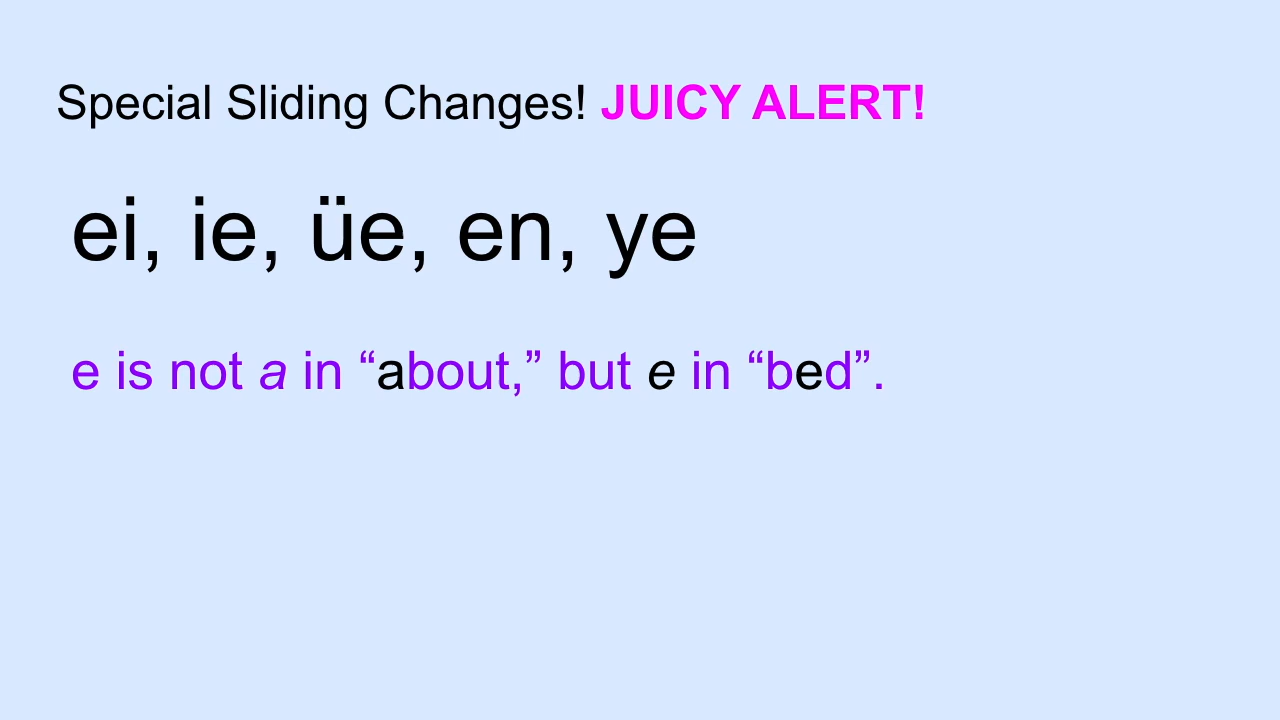 Special Sliding Changes! JUICY ALERT!
ei, ie, üe, en, ye
e is not a in “about,” but e in “bed”.